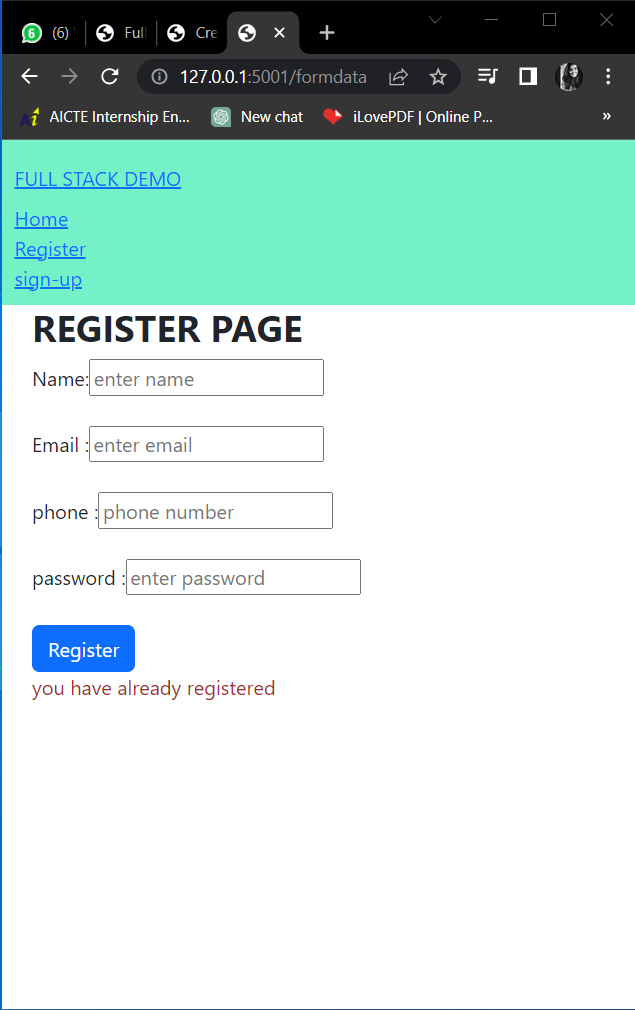 (6)
Full
Cre
127.0.0.1:5001/formdata
AICTE Internship En... New chat iLovePDF | Online P... »
FULL STACK DEMO
Home
Register
sign-up
REGISTER PAGE
Name: enter name
Email : enter email
phone : phone number
password : enter password
Register
you have already registered